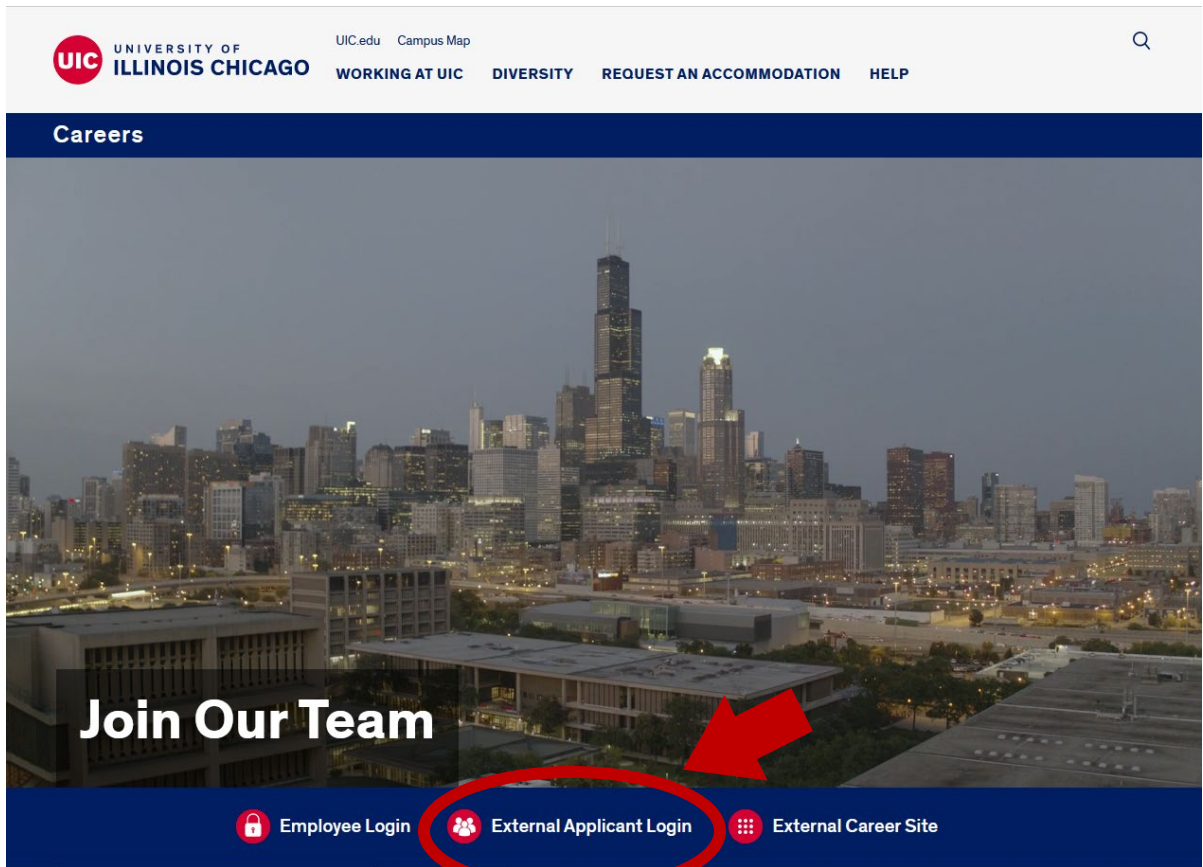 UIC
UNIVERSITY OF
ILLINOIS CHICAGO
UIC.edu Campus Map
WORKING AT UIC DIVERSITY REQUEST AN ACCOMMODATION HELP
Careers
Join Our Team
Employee Login External Applicant Login External Career Site